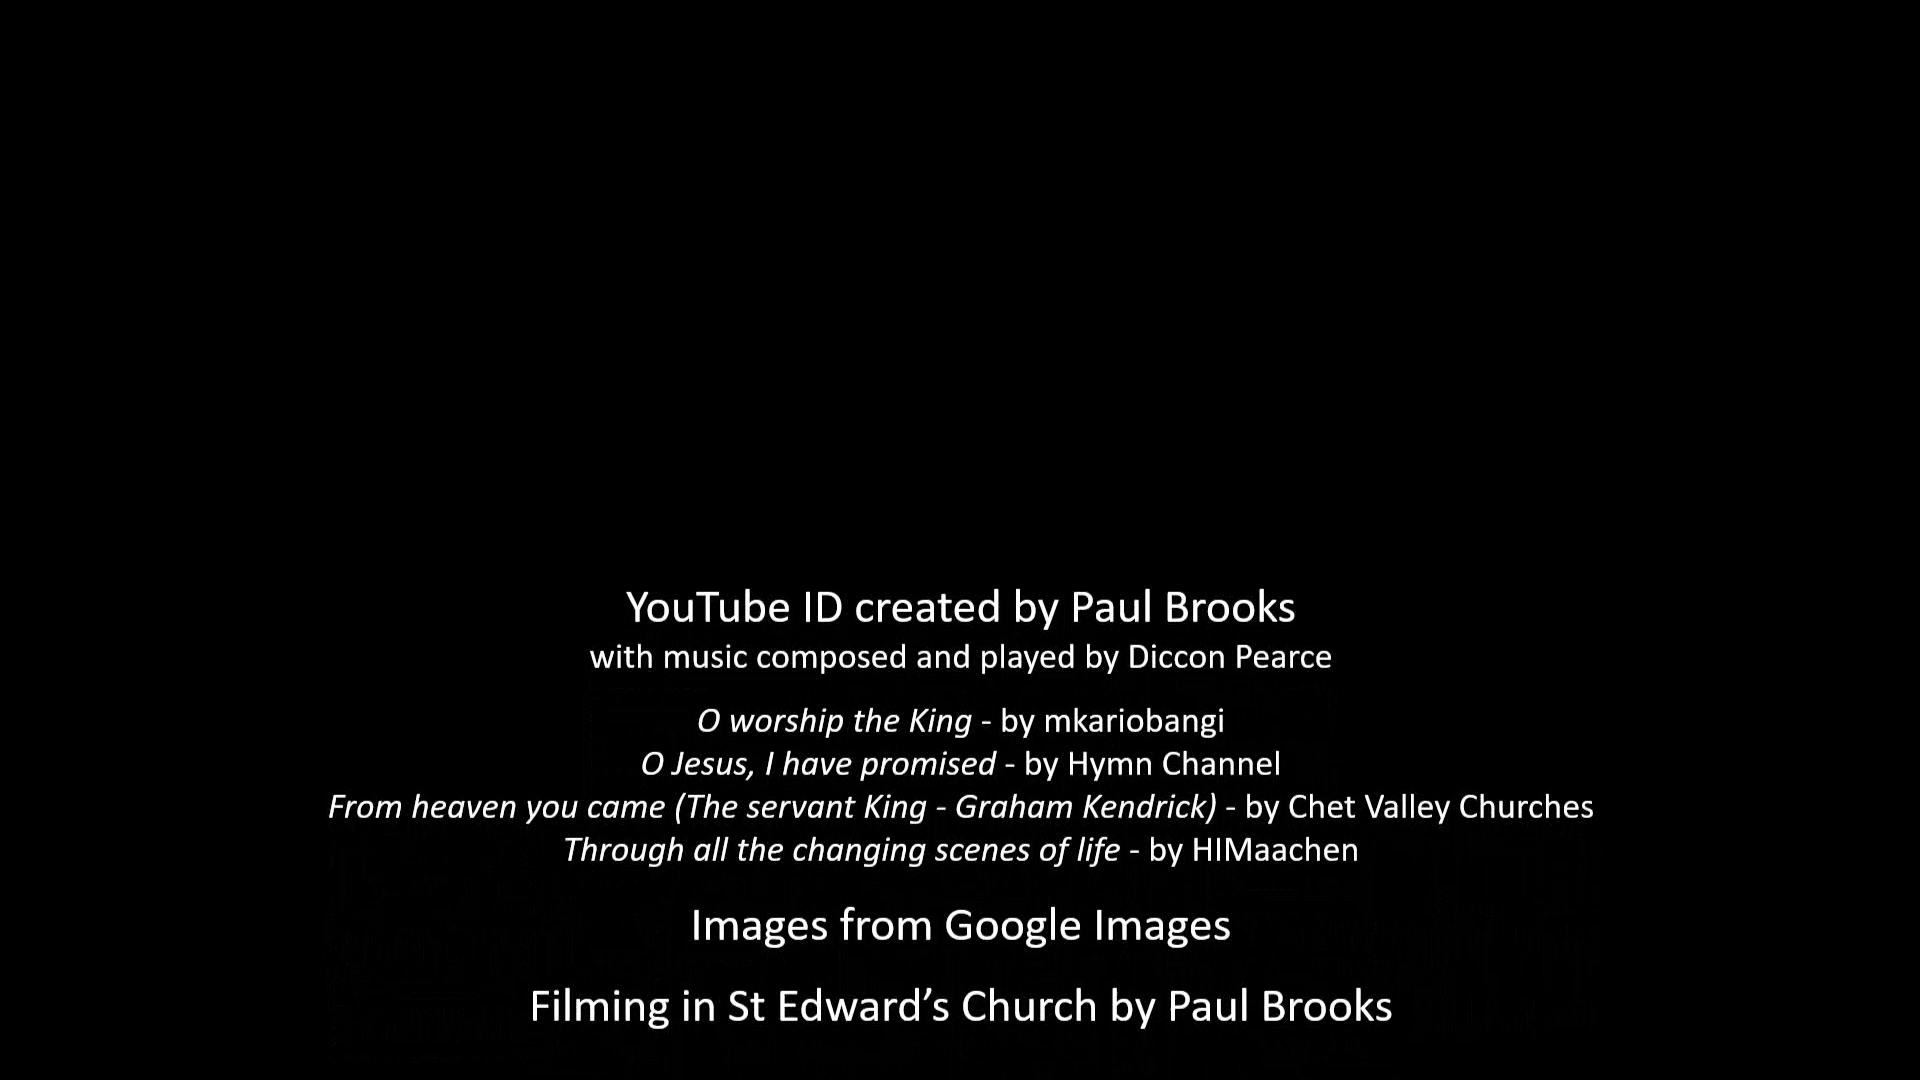 YouTube ID created by Paul Brooks
with music composed and played by Diccon Pearce
O worship the King - by mkariobangi
O Jesus, I have promised - by Hymn Channel
From heaven you came (The servant King - Graham Kendrick) - by Chet Valley Churches
Through all the changing scenes of life - by HIMaachen
Images from Google Images
Filming in St Edward’s Church by Paul Brooks